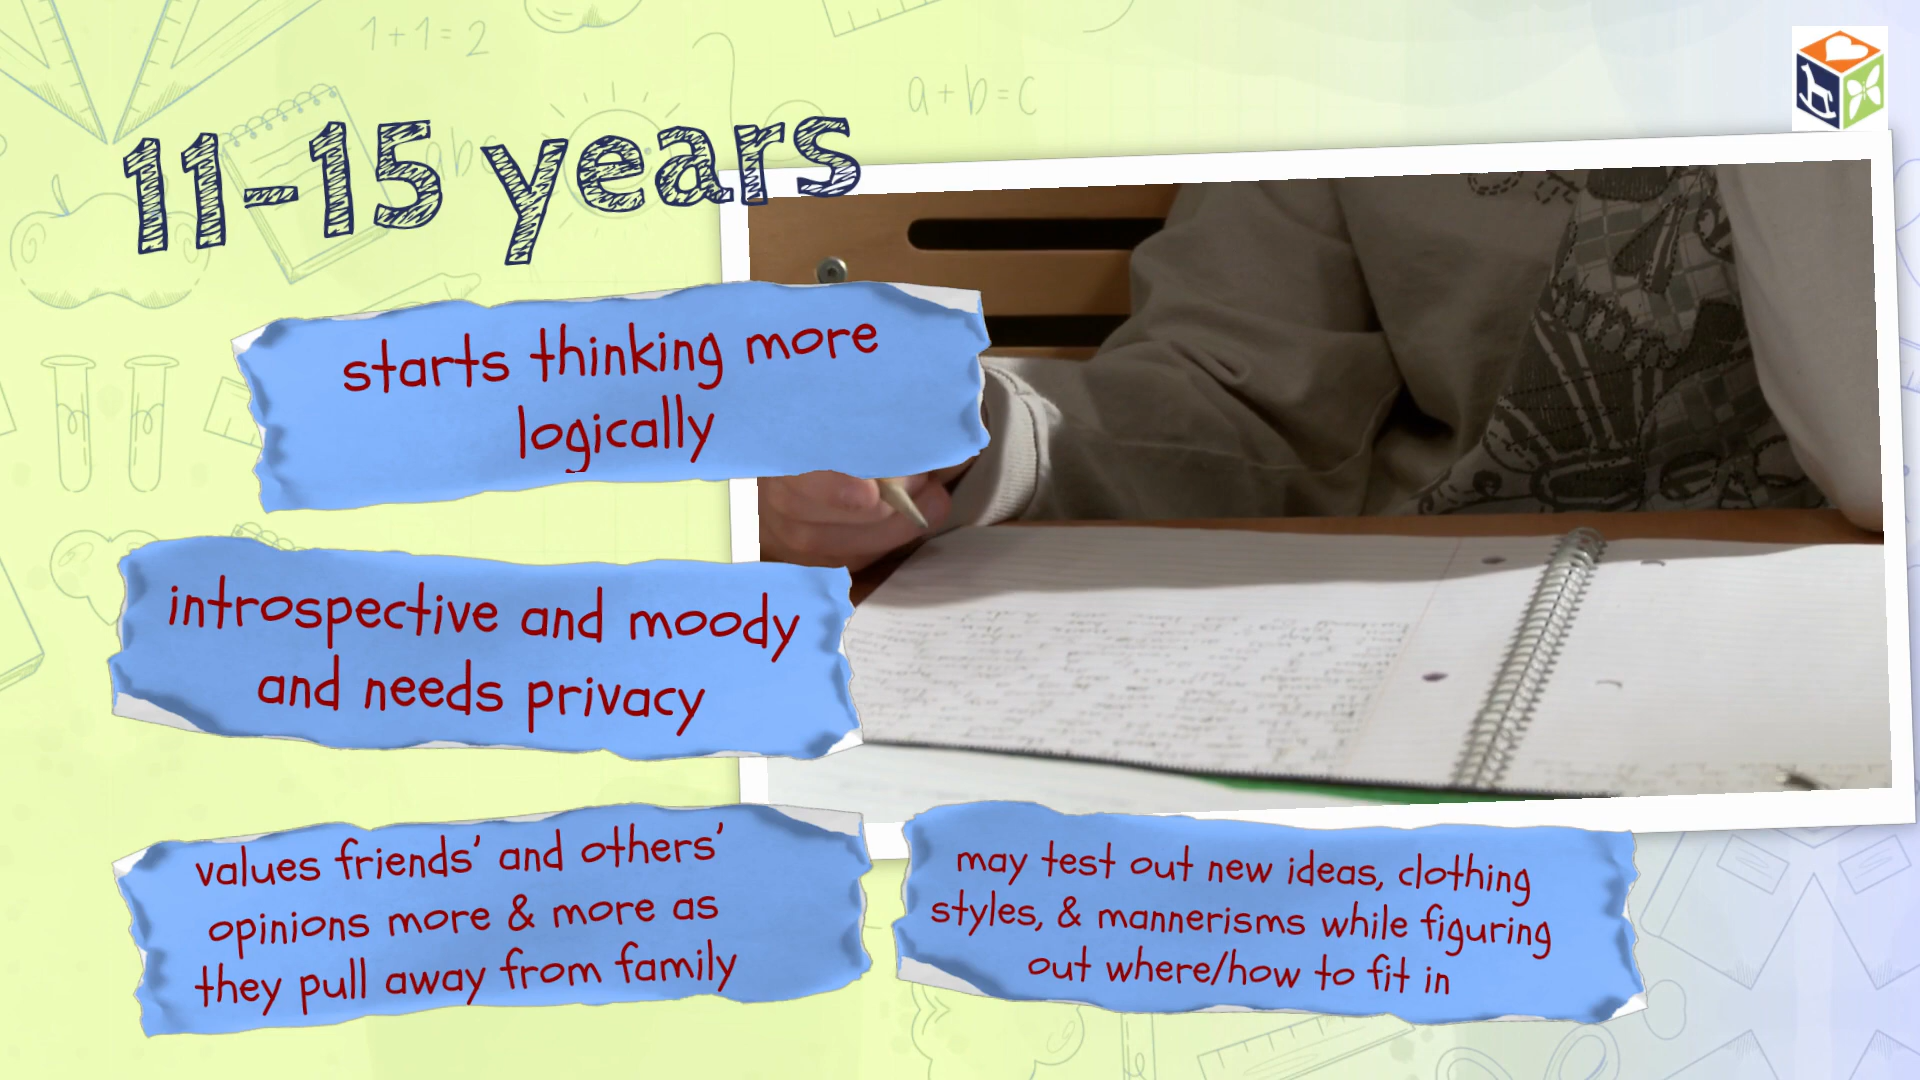 1+1=2
a+b=c
abc
11-15 years
starts thinking more
logically
introspective and moody
and needs privacy
values friends' and others'
opinions more & more as
they pull away from family
may test out new ideas, clothing
styles, & mannerisms while figuring
out where/how to fit in